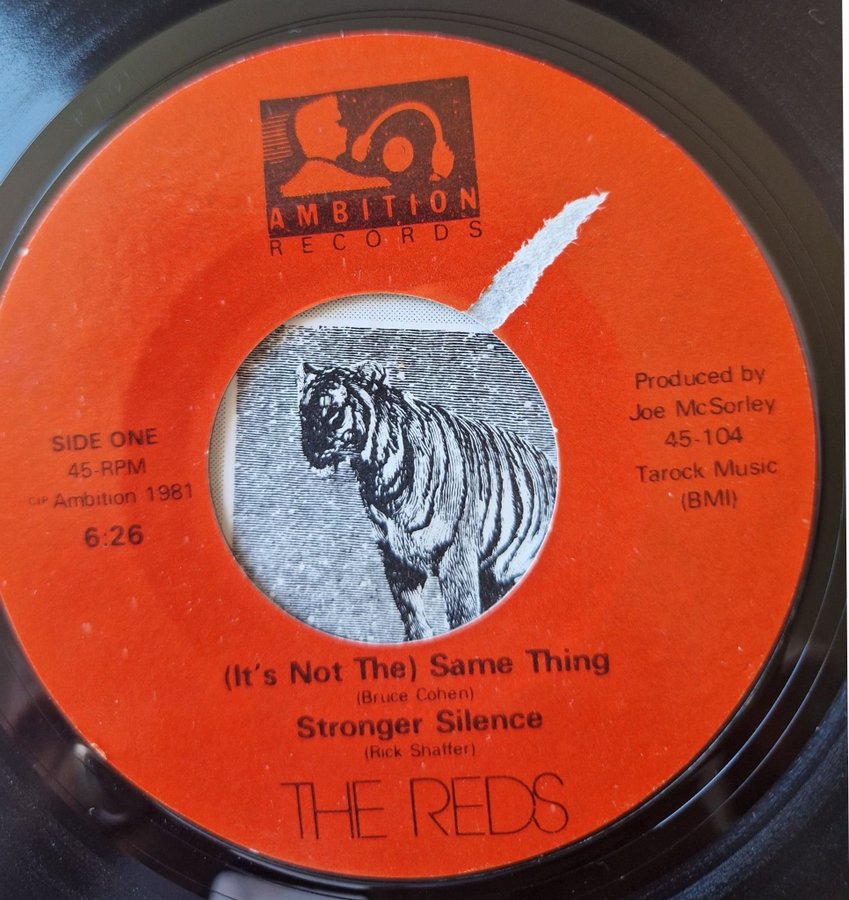 AMBITION
RECORDS
SIDE ONE
45-RPM
C+P Ambition 1981
6:26
Produced by
Joe McSorley
45-104
Tarock Music
(BMI)
(It's Not The) Same Thing
(Bruce Cohen)
Stronger Silence
(Rick Shaffer)
THE REDS